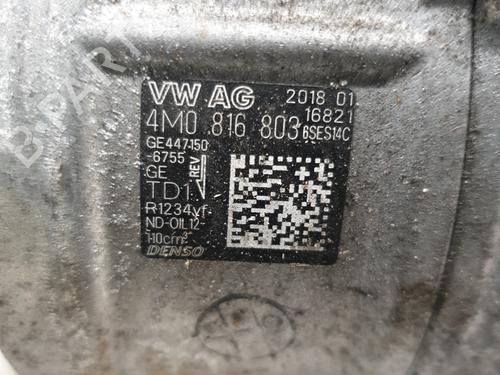 VW AG 2018 01
16821
4M0 816 803 6SES14C
GE447150
-6755
REV
GE
TD1
R1234yf
ND-OIL12
110cm³
DENSO